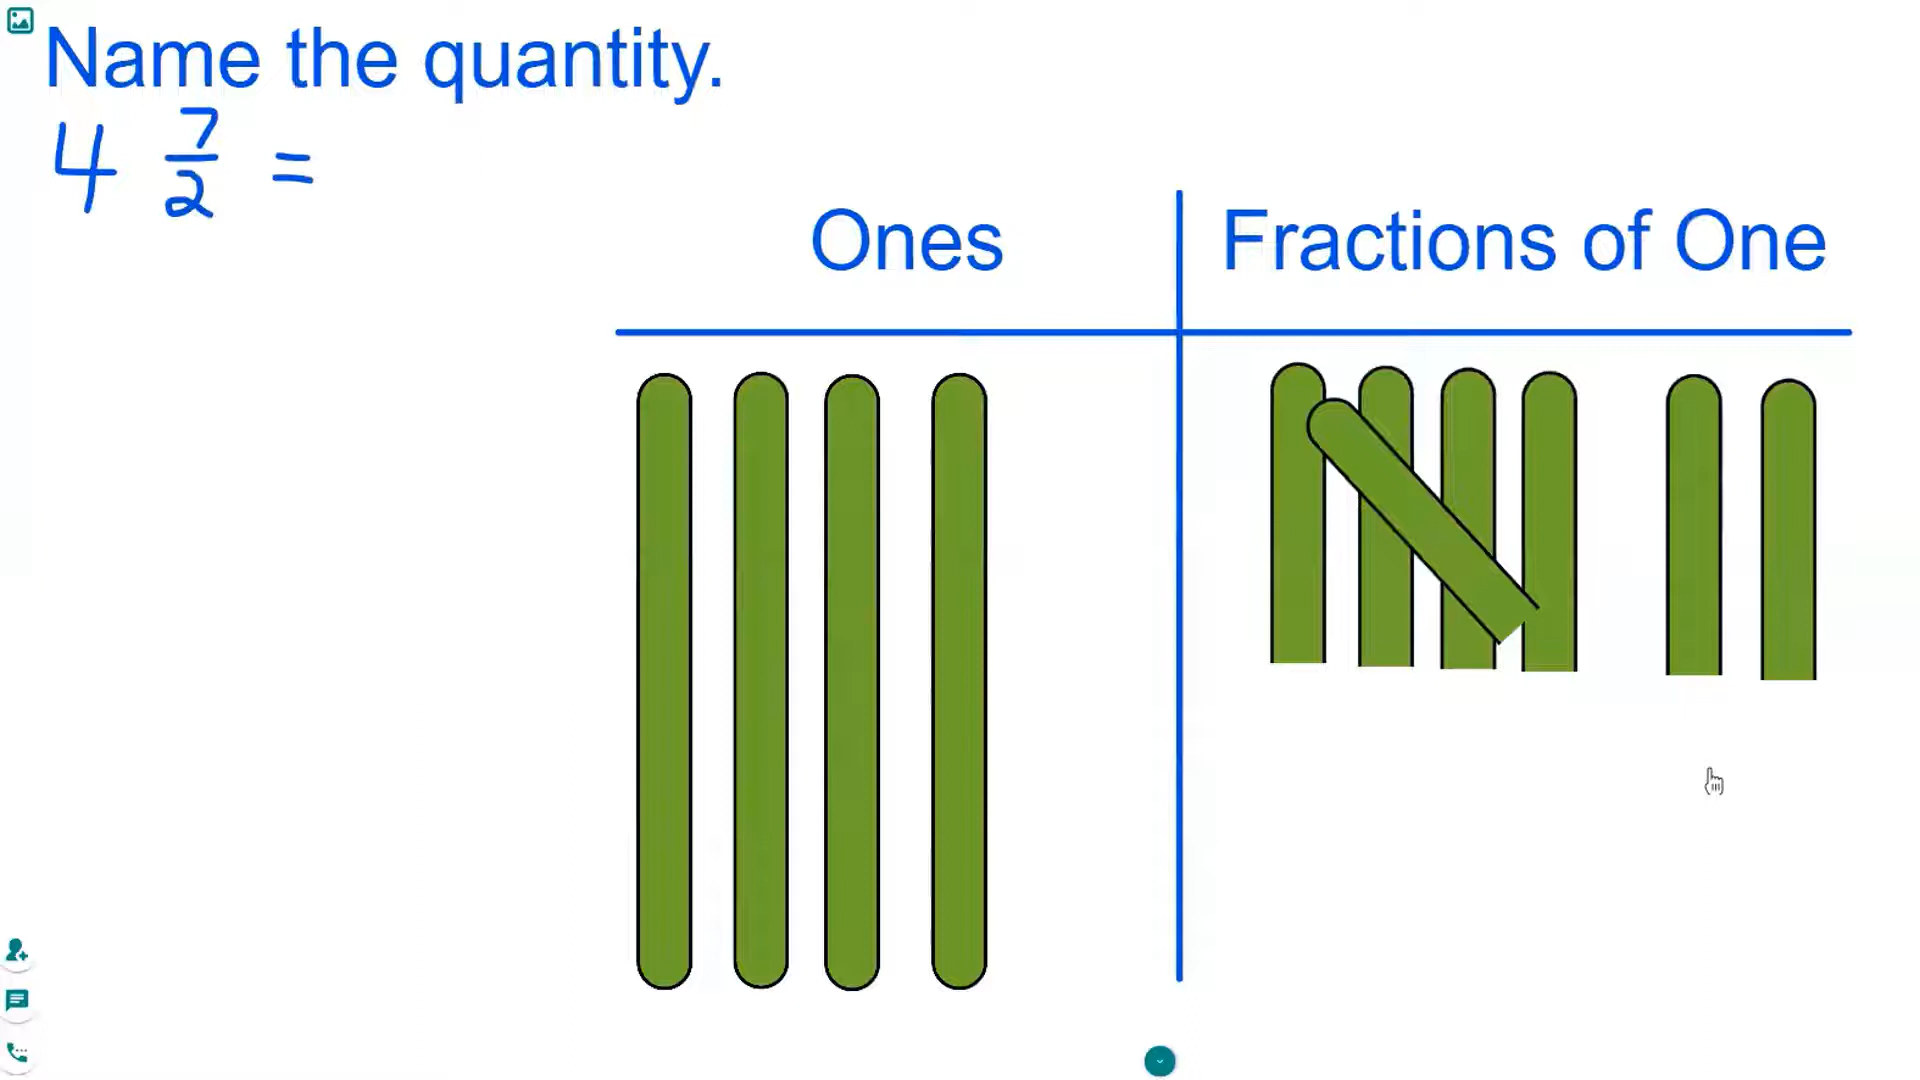 Name the quantity.
4 7/2 =
Ones
Fractions of One